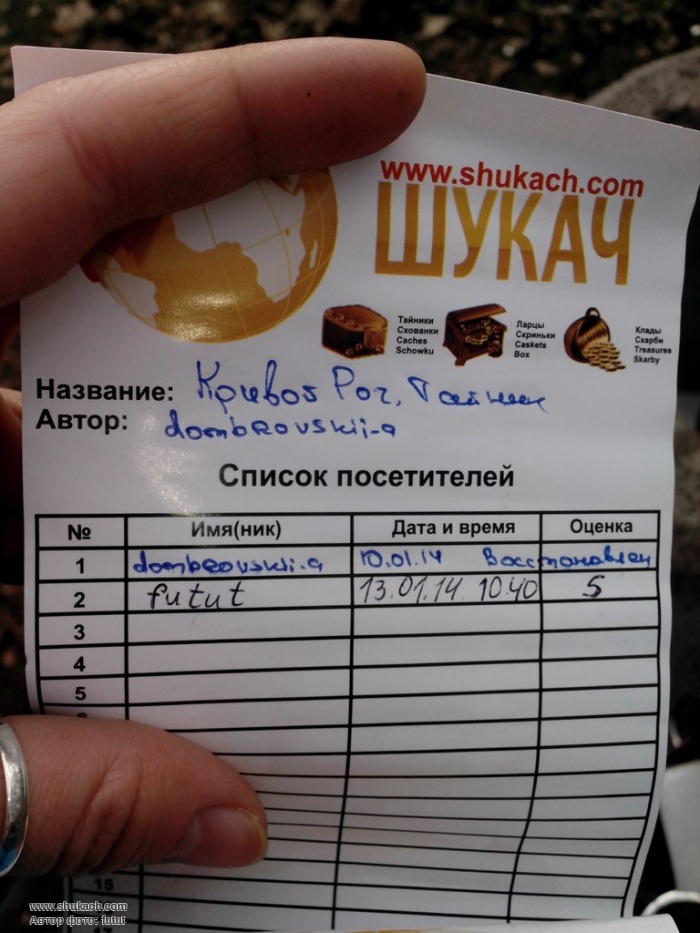 www.shukach.com
ШУКАЧ
Тайники
Схованки
Caches
Schowku
Ларцы
Скриньки
Caskets
Box
Клады
Скарби
Treasures
Skarby
Название: Кривой Рог, Тайник
Автор: dombrovskii-a
Список посетителей
№ Имя(ник) Дата и время Оценка
1 dombrovskii-a 10.01.14 Восстановлен
2 futut 13.01.14 10:40 5
3
4
5
15
www.shukach.com
Автор фото: futut